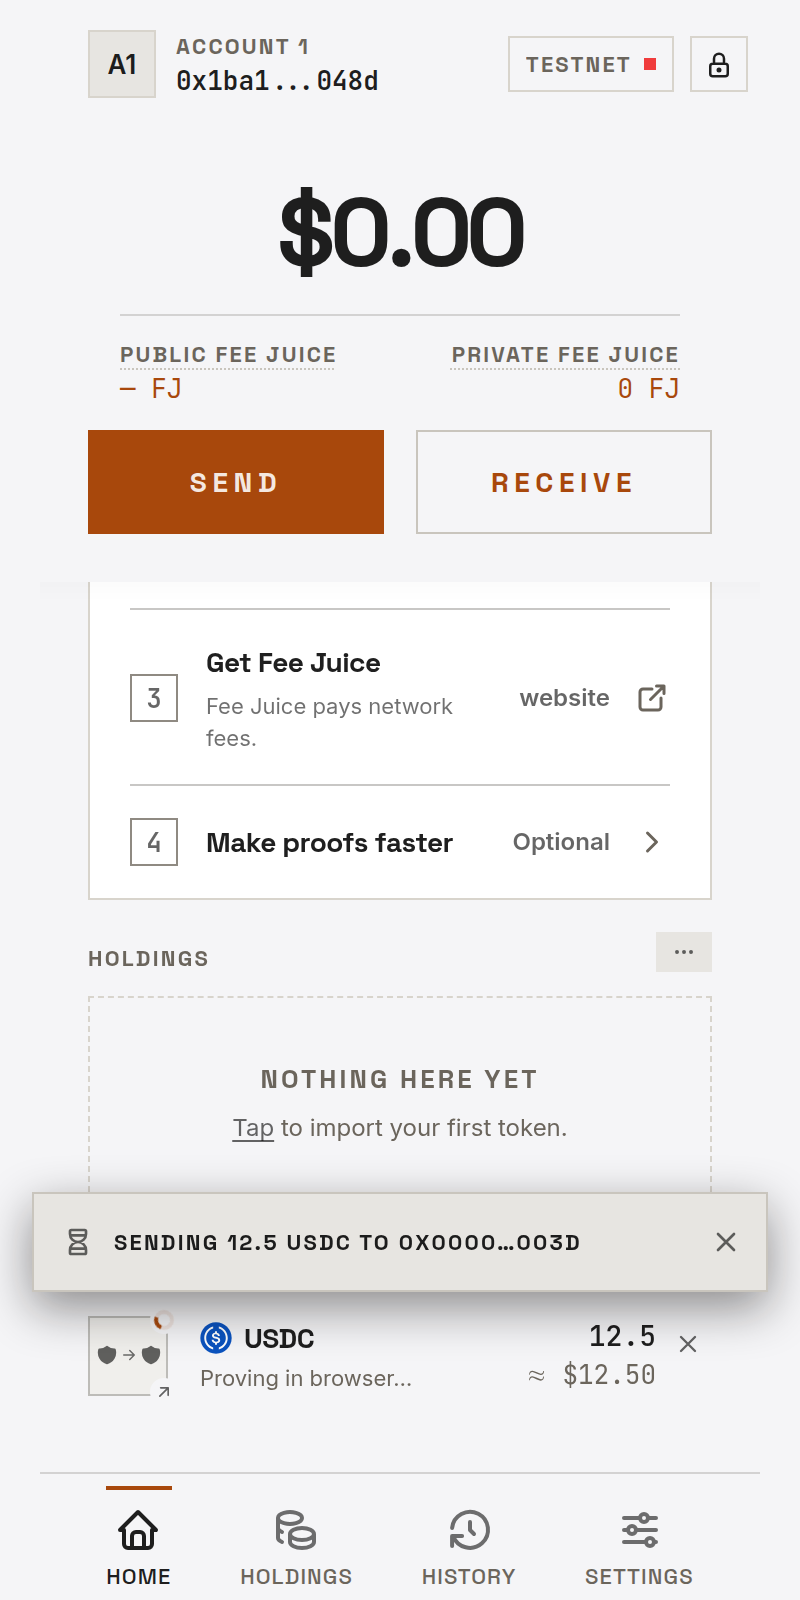 A1
ACCOUNT 1
0x1ba1...048d
TESTNET
$0.00
PUBLIC FEE JUICE
PRIVATE FEE JUICE
— FJ
0 FJ
SEND
RECEIVE
3
Get Fee Juice
Fee Juice pays network
fees.
website
4
Make proofs faster
Optional
HOLDINGS
...
NOTHING HERE YET
Tap to import your first token.
SENDING 12.5 USDC TO 0X0000…003D
USDC
12.5
Proving in browser...
≈ $12.50
HOME
HOLDINGS
HISTORY
SETTINGS